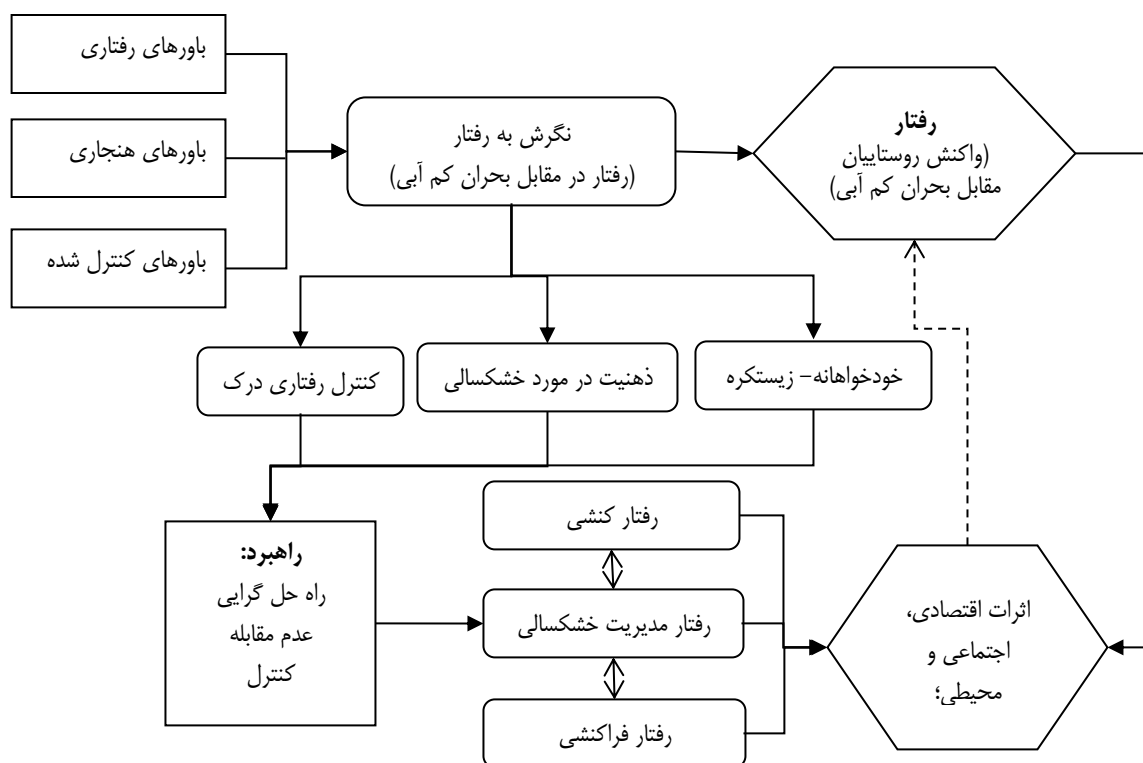 باورهای رفتاری
باورهای هنجاری
باورهای کنترل شده
نگرش به رفتار
(رفتار در مقابل بحران کم آبی)
رفتار
(واکنش روستاییان
مقابل بحران کم آبی)
کنترل رفتاری درک
ذهنیت در مورد خشکسالی
خودخواهانه- زیستکره
راهبرد:
راه حل گرایی
عدم مقابله
کنترل
رفتار کنشی
رفتار مدیریت خشکسالی
رفتار فراکنشی
اثرات اقتصادی،
اجتماعی و
محیطی؛